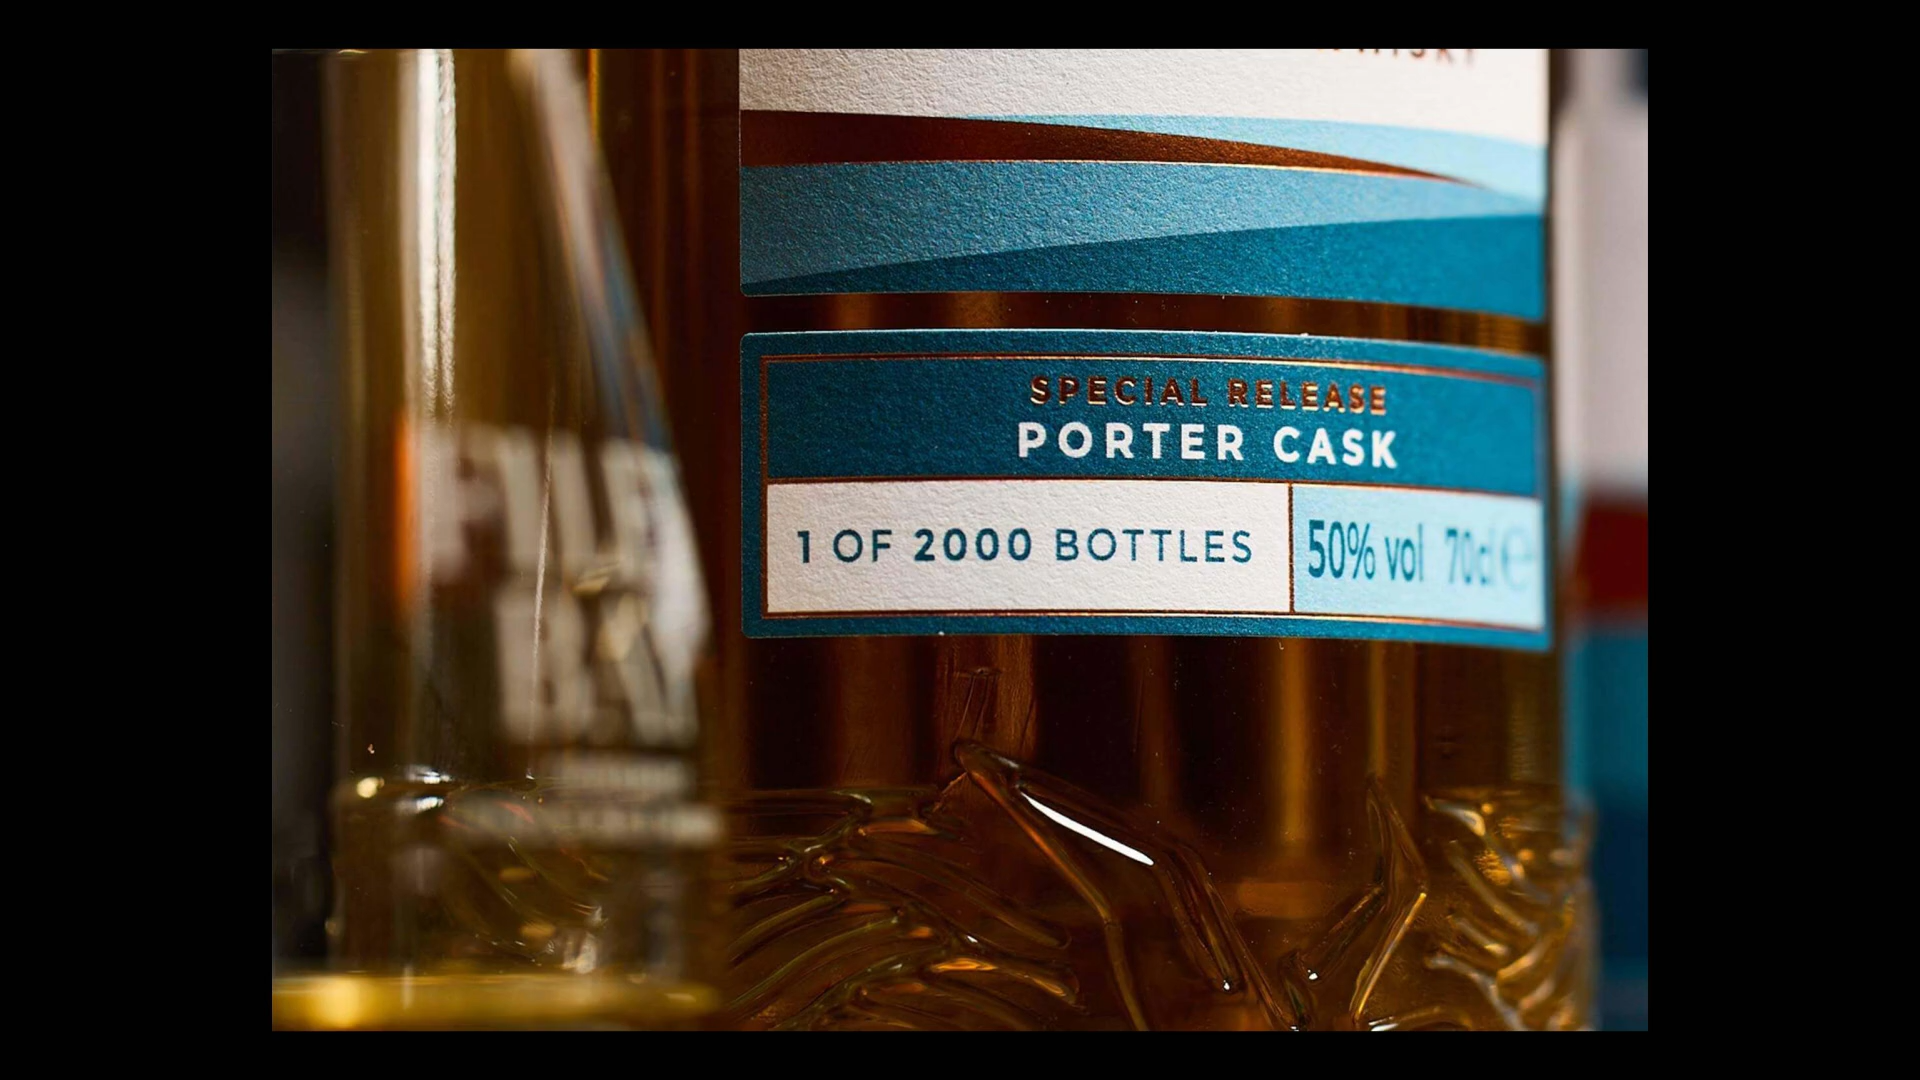 SPECIAL RELEASE
PORTER CASK
1 OF 2000 BOTTLES
50% vol 70cl ℮